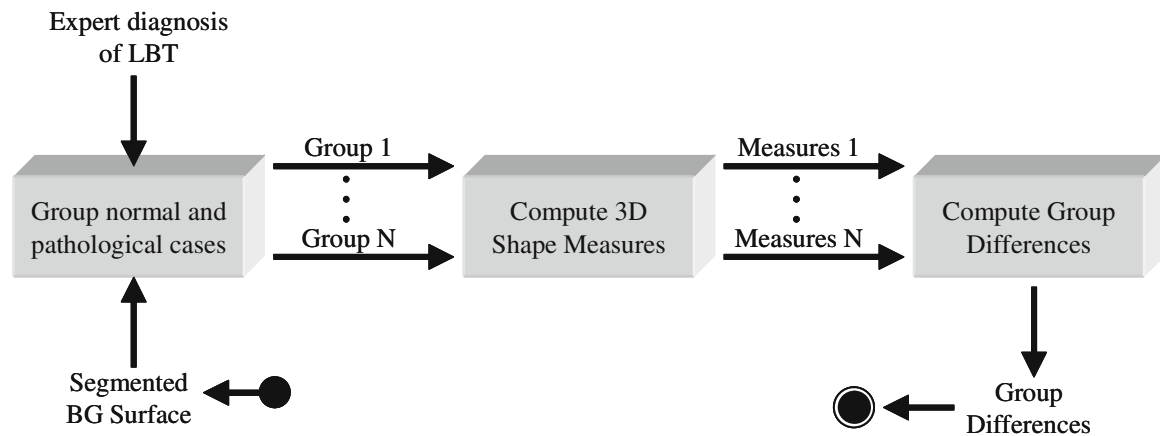 Expert diagnosis
of LBT
Group normal and
pathological cases
Segmented
BG Surface
Group 1
Group N
Compute 3D
Shape Measures
Measures 1
Measures N
Compute Group
Differences
Group
Differences